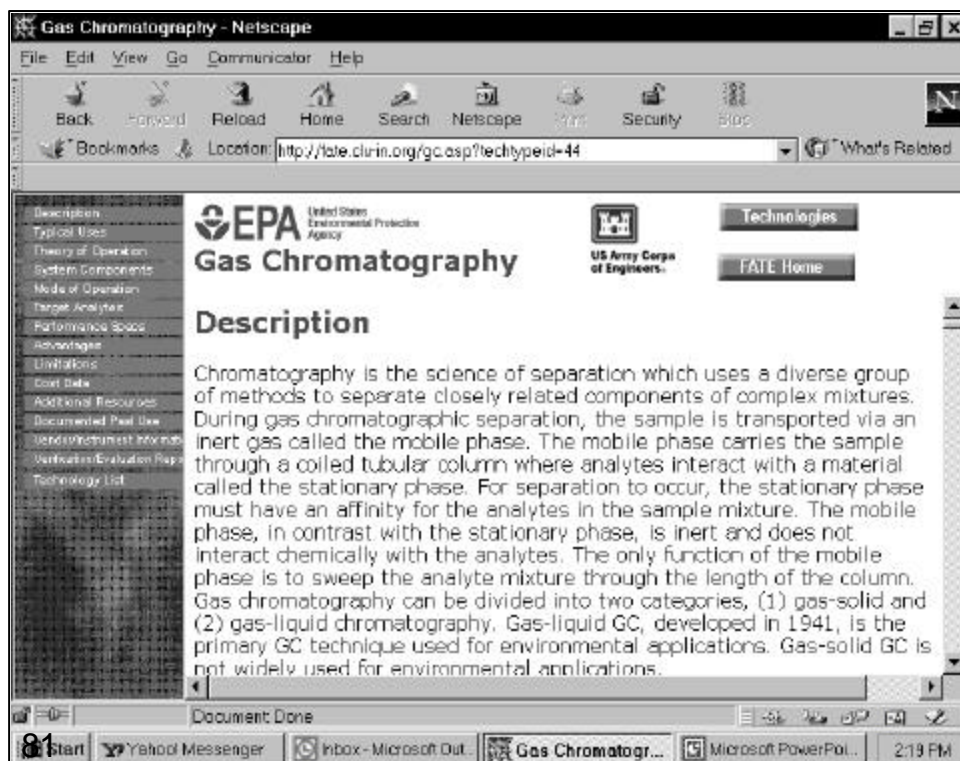 Gas Chromatography - Netscape
File Edit View Go Communicator Help
Back Forward Reload Home Search Netscape Print Security Stop
Bookmarks Location: http://fate.clu-in.org/gc.asp?techtypeid=44 What's Related
Description
Typical Uses
Theory of Operation
System Components
Mode of Operation
Target Analytes
Performance Specs
Advantages
Limitations
Cost Data
Additional Resources
Documented Past Use
Vendor/Instrument Informati
Verification/Evaluation Repo
Technology List
EPA United States
Environmental Protection
Agency
US Army Corps
of Engineers
Technologies
FATE Home
Gas Chromatography
Description
Chromatography is the science of separation which uses a diverse group
of methods to separate closely related components of complex mixtures.
During gas chromatographic separation, the sample is transported via an
inert gas called the mobile phase. The mobile phase carries the sample
through a coiled tubular column where analytes interact with a material
called the stationary phase. For separation to occur, the stationary phase
must have an affinity for the analytes in the sample mixture. The mobile
phase, in contrast with the stationary phase, is inert and does not
interact chemically with the analytes. The only function of the mobile
phase is to sweep the analyte mixture through the length of the column.
Gas chromatography can be divided into two categories, (1) gas-solid and
(2) gas-liquid chromatography. Gas-liquid GC, developed in 1941, is the
primary GC technique used for environmental applications. Gas-solid GC is
not widely used for environmental applications.
Document: Done
81
Start Yahoo! Messenger Inbox - Microsoft Out... Gas Chromatogr... Microsoft PowerPoi... 2:19 PM